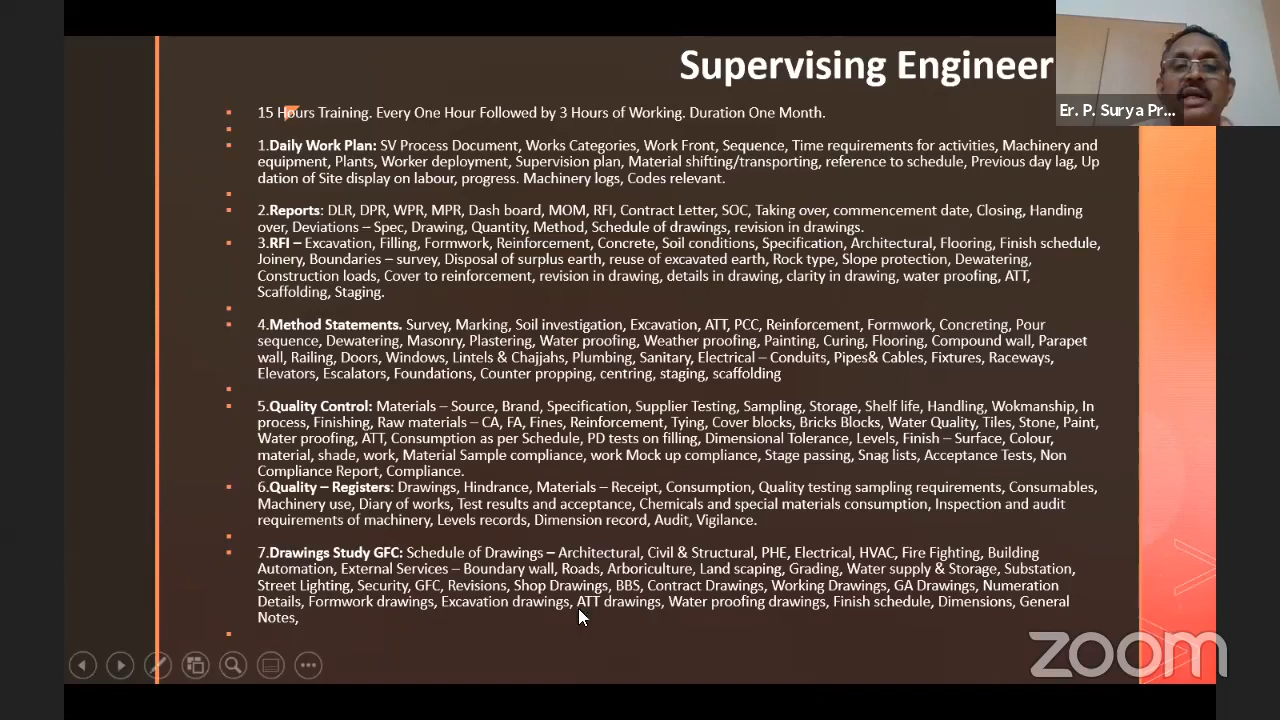 Supervising Engineer
Er. P. Surya Pr...
15 Hours Training. Every One Hour Followed by 3 Hours of Working. Duration One Month.
1.Daily Work Plan: SV Process Document, Works Categories, Work Front, Sequence, Time requirements for activities, Machinery and
equipment, Plants, Worker deployment, Supervision plan, Material shifting/transporting, reference to schedule, Previous day lag, Up
dation of Site display on labour, progress. Machinery logs, Codes relevant.
2.Reports: DLR, DPR, WPR, MPR, Dash board, MOM, RFI, Contract Letter, SOC, Taking over, commencement date, Closing, Handing
over, Deviations – Spec, Drawing, Quantity, Method, Schedule of drawings, revision in drawings.
3.RFI – Excavation, Filling, Formwork, Reinforcement, Concrete, Soil conditions, Specification, Architectural, Flooring, Finish schedule,
Joinery, Boundaries – survey, Disposal of surplus earth, reuse of excavated earth, Rock type, Slope protection, Dewatering,
Construction loads, Cover to reinforcement, revision in drawing, details in drawing, clarity in drawing, water proofing, ATT,
Scaffolding, Staging.
4.Method Statements. Survey, Marking, Soil investigation, Excavation, ATT, PCC, Reinforcement, Formwork, Concreting, Pour
sequence, Dewatering, Masonry, Plastering, Water proofing, Weather proofing, Painting, Curing, Flooring, Compound wall, Parapet
wall, Railing, Doors, Windows, Lintels & Chajjahs, Plumbing, Sanitary, Electrical – Conduits, Pipes& Cables, Fixtures, Raceways,
Elevators, Escalators, Foundations, Counter propping, centring, staging, scaffolding
5.Quality Control: Materials – Source, Brand, Specification, Supplier Testing, Sampling, Storage, Shelf life, Handling, Wokmanship, In
process, Finishing, Raw materials – CA, FA, Fines, Reinforcement, Tying, Cover blocks, Bricks Blocks, Water Quality, Tiles, Stone, Paint,
Water proofing, ATT, Consumption as per Schedule, PD tests on filling, Dimensional Tolerance, Levels, Finish – Surface, Colour,
material, shade, work, Material Sample compliance, work Mock up compliance, Stage passing, Snag lists, Acceptance Tests, Non
Compliance Report, Compliance.
6.Quality – Registers: Drawings, Hindrance, Materials – Receipt, Consumption, Quality testing sampling requirements, Consumables,
Machinery use, Diary of works, Test results and acceptance, Chemicals and special materials consumption, Inspection and audit
requirements of machinery, Levels records, Dimension record, Audit, Vigilance.
7.Drawings Study GFC: Schedule of Drawings – Architectural, Civil & Structural, PHE, Electrical, HVAC, Fire Fighting, Building
Automation, External Services – Boundary wall, Roads, Arboriculture, Land scaping, Grading, Water supply & Storage, Substation,
Street Lighting, Security, GFC, Revisions, Shop Drawings, BBS, Contract Drawings, Working Drawings, GA Drawings, Numeration
Details, Formwork drawings, Excavation drawings, ATT drawings, Water proofing drawings, Finish schedule, Dimensions, General
Notes,
zoom